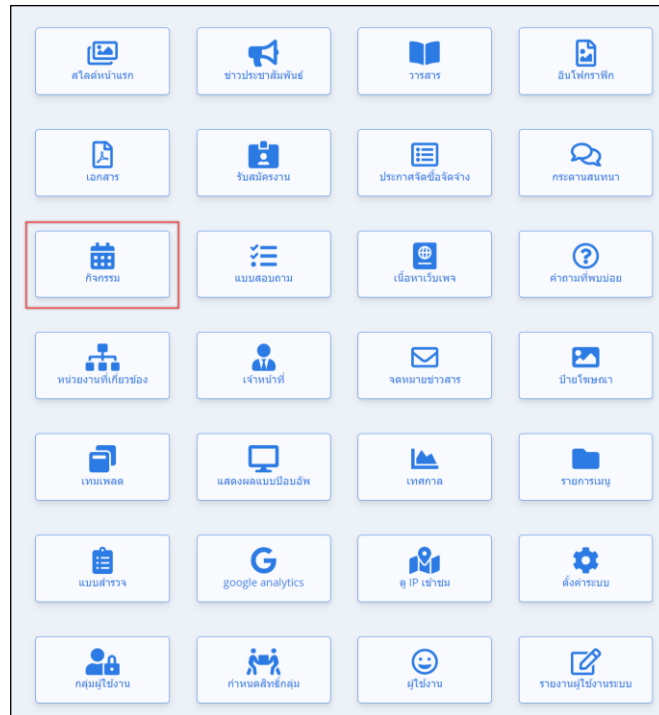 สไลด์หน้าแรก
ข่าวประชาสัมพันธ์
วารสาร
อินโฟกราฟิก
เอกสาร
รับสมัครงาน
ประกาศจัดซื้อจัดจ้าง
กระดานสนทนา
กิจกรรม
แบบสอบถาม
เนื้อหาเว็บเพจ
คำถามที่พบบ่อย
หน่วยงานที่เกี่ยวข้อง
เจ้าหน้าที่
จดหมายข่าวสาร
ป้ายโฆษณา
เทมเพลต
แสดงผลแบบป๊อบอัพ
เทศกาล
รายการเมนู
แบบสำรวจ
google analytics
ดู IP เข้าชม
ตั้งค่าระบบ
กลุ่มผู้ใช้งาน
กำหนดสิทธิ์กลุ่ม
ผู้ใช้งาน
รายงานผู้ใช้งานระบบ